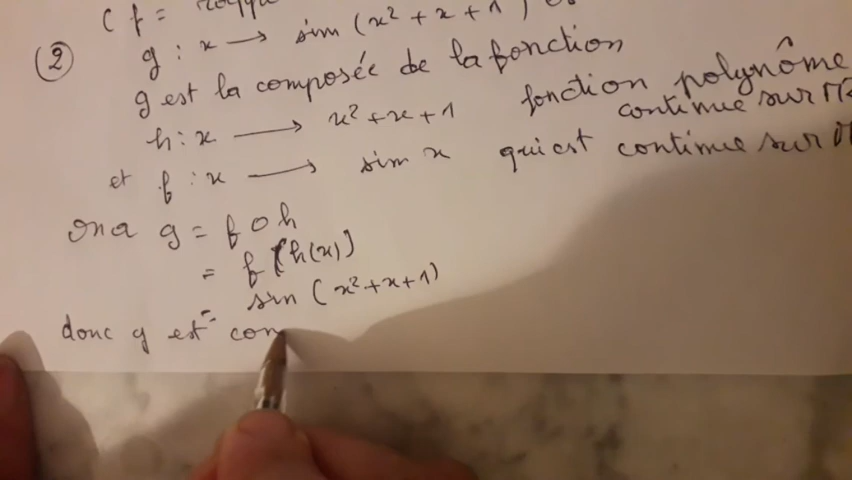 g : x → sin (x² + x + 1)
(2)
g est la composée de la fonction
h : x → x² + x + 1 fonction polynôme
continue sur
et f : x → sin x qui est continue sur
on a g = f o h
= f (h(x))
= sin (x² + x + 1)
donc g est con